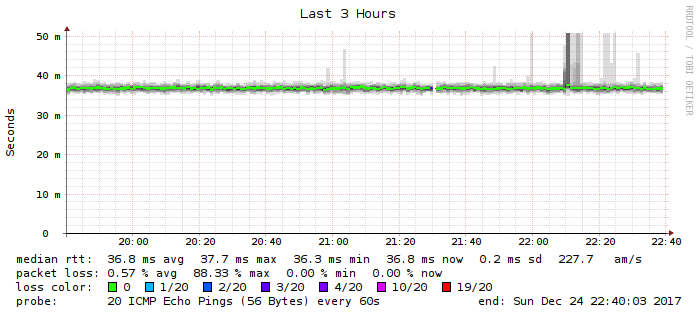 Last 3 Hours
RRDTOOL / TOBI OETIKER
Seconds
50 m
40 m
30 m
20 m
10 m
0
20:00 20:20 20:40 21:00 21:20 21:40 22:00 22:20 22:40
median rtt: 36.8 ms avg 37.7 ms max 36.3 ms min 36.8 ms now 0.2 ms sd 227.7 am/s
packet loss: 0.57 % avg 88.33 % max 0.00 % min 0.00 % now
loss color: 0 1/20 2/20 3/20 4/20 10/20 19/20
probe: 20 ICMP Echo Pings (56 Bytes) every 60s end: Sun Dec 24 22:40:03 2017